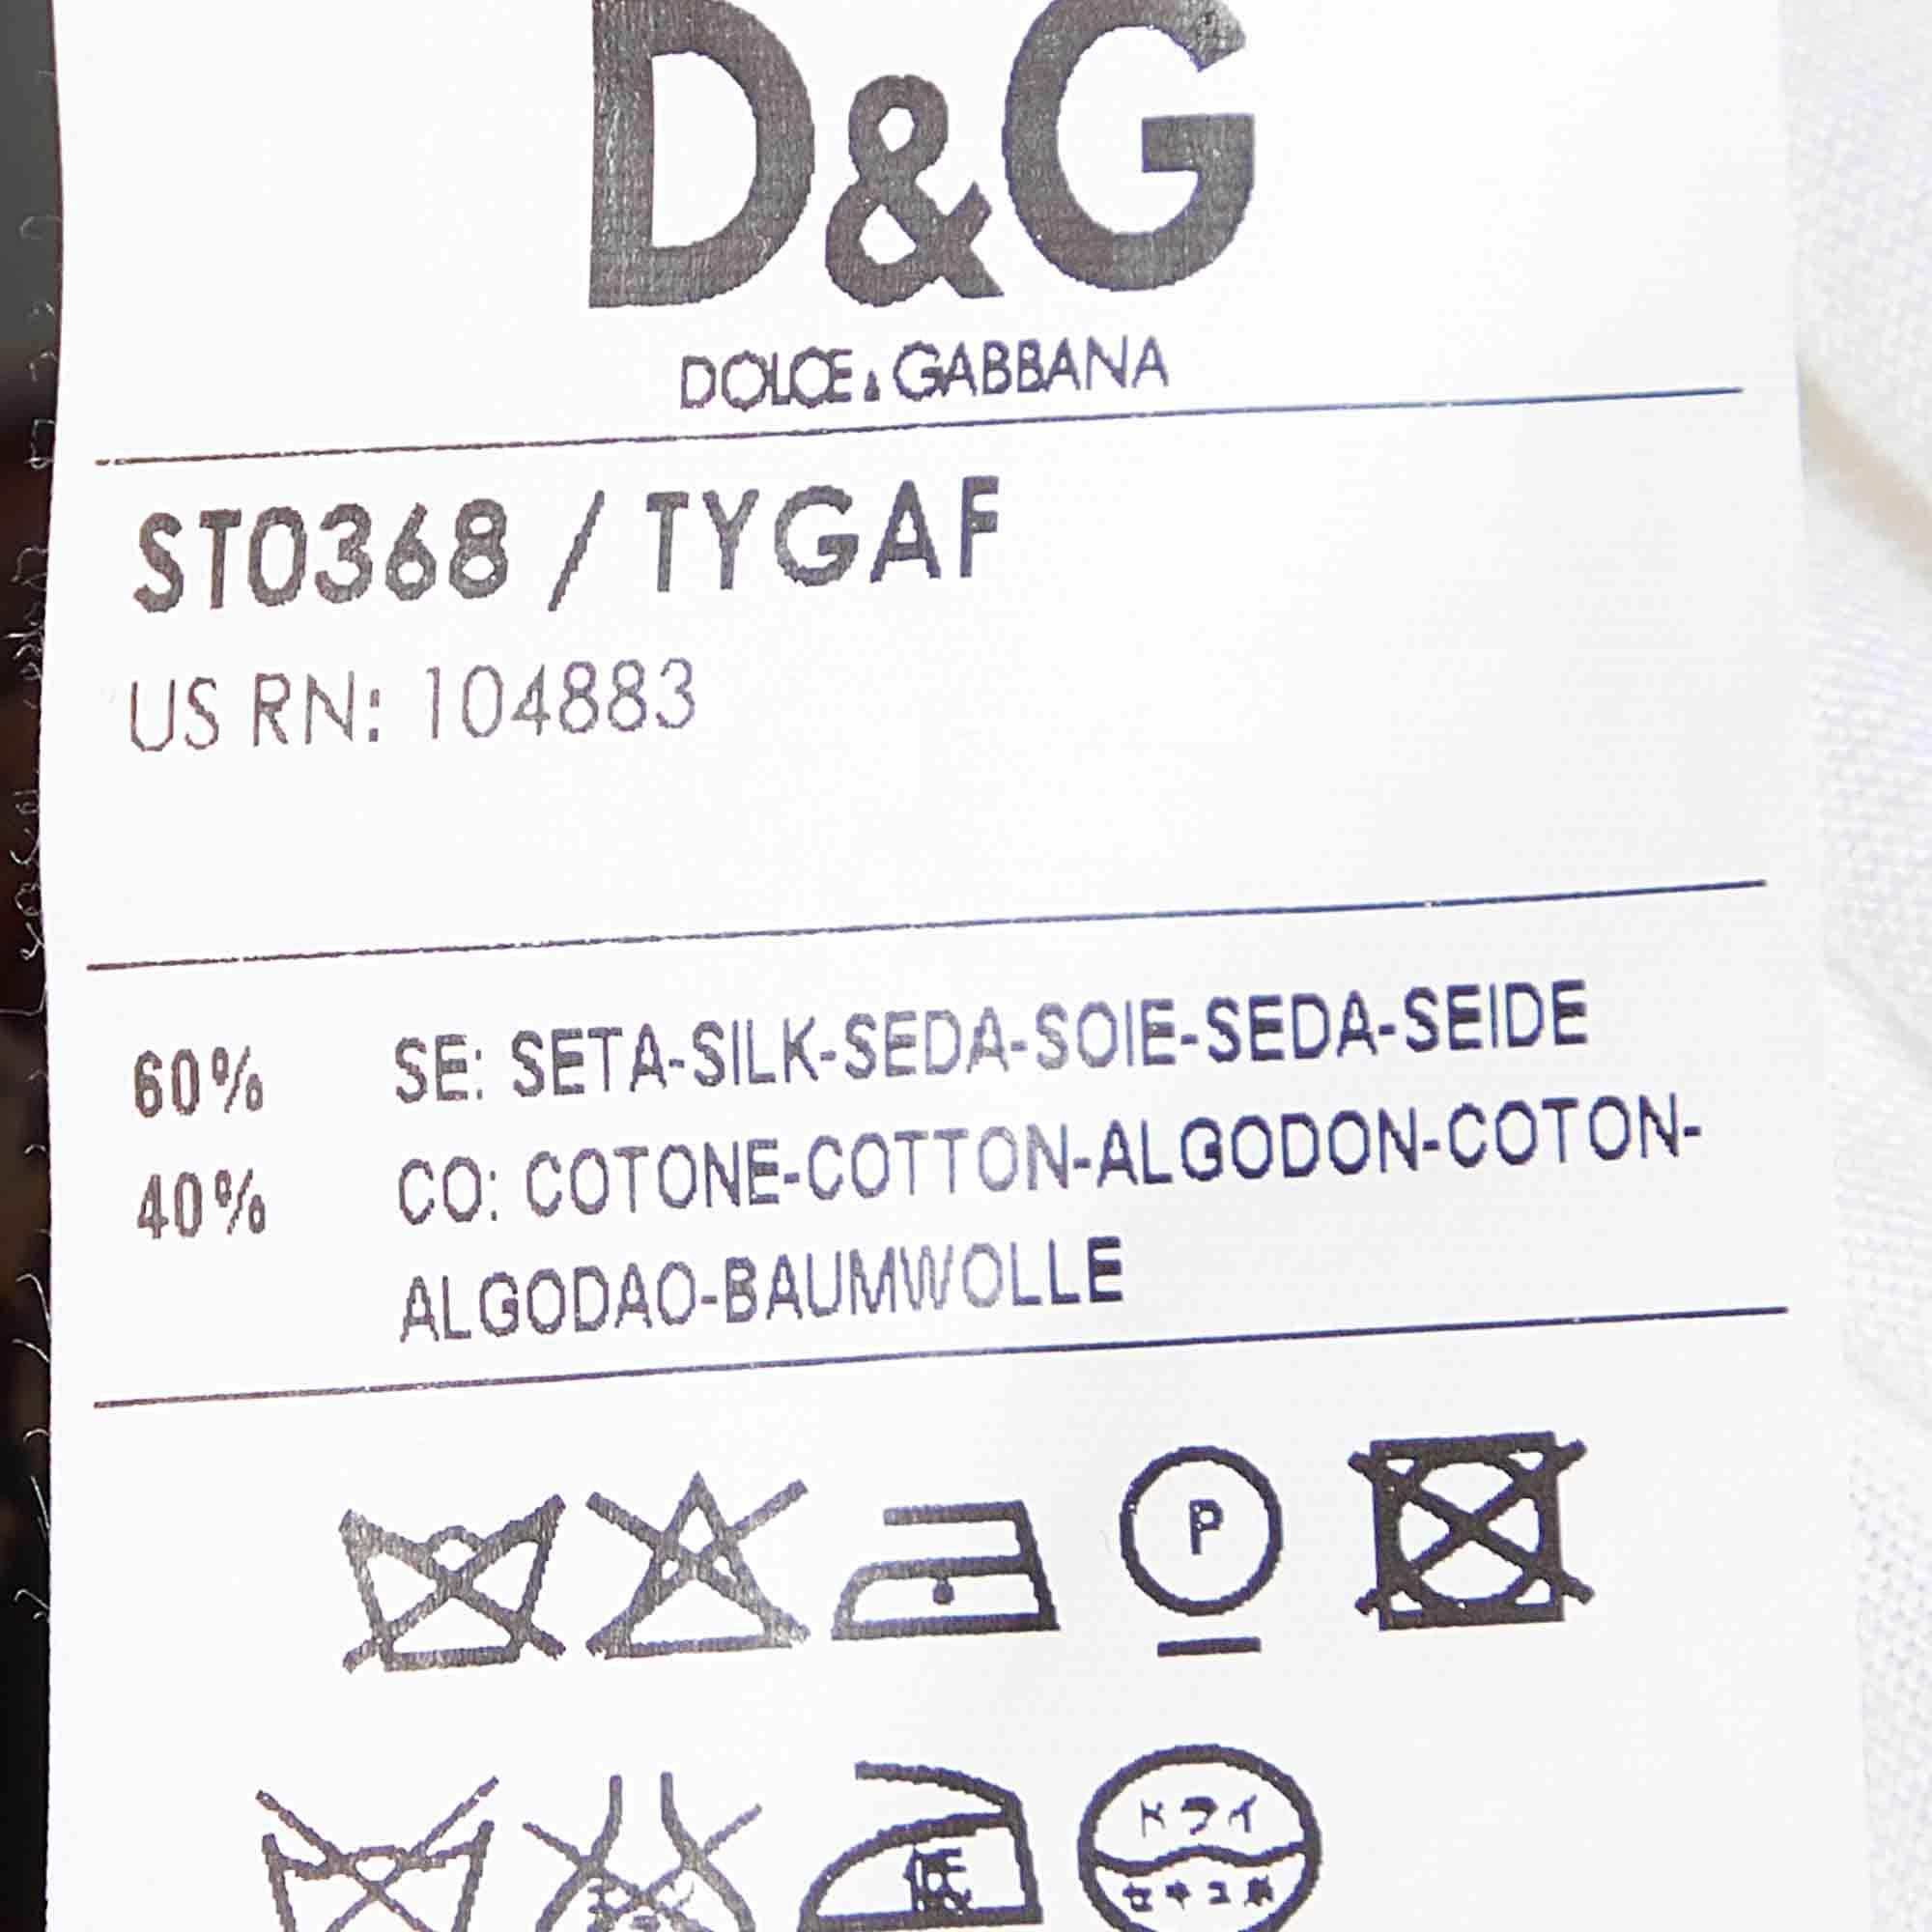 D&G
DOLCE & GABBANA
ST0368 / TYGAF
US RN: 104883
60% SE: SETA-SILK-SEDA-SOIE-SEDA-SEIDE
40% CO: COTONE-COTTON-ALGODON-COTON-
ALGODAO-BAUMWOLLE
P
低
ドライ
セキユ系